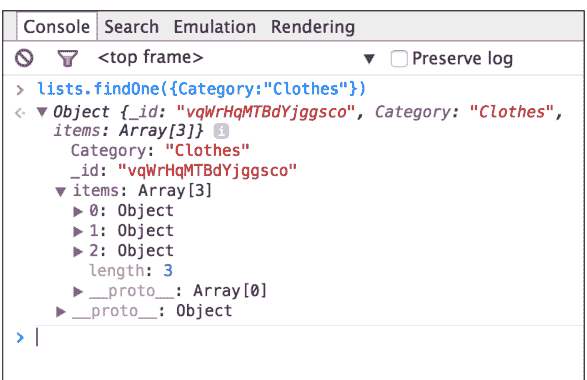 Console Search Emulation Rendering
<top frame> ▼ Preserve log
> lists.findOne({Category:"Clothes"})
<· ▼ Object {_id: "vqWrHqMTBdYjggsco", Category: "Clothes",
items: Array[3]} i
Category: "Clothes"
_id: "vqWrHqMTBdYjggsco"
▼ items: Array[3]
▶ 0: Object
▶ 1: Object
▶ 2: Object
length: 3
▶ __proto__: Array[0]
▶ __proto__: Object
>